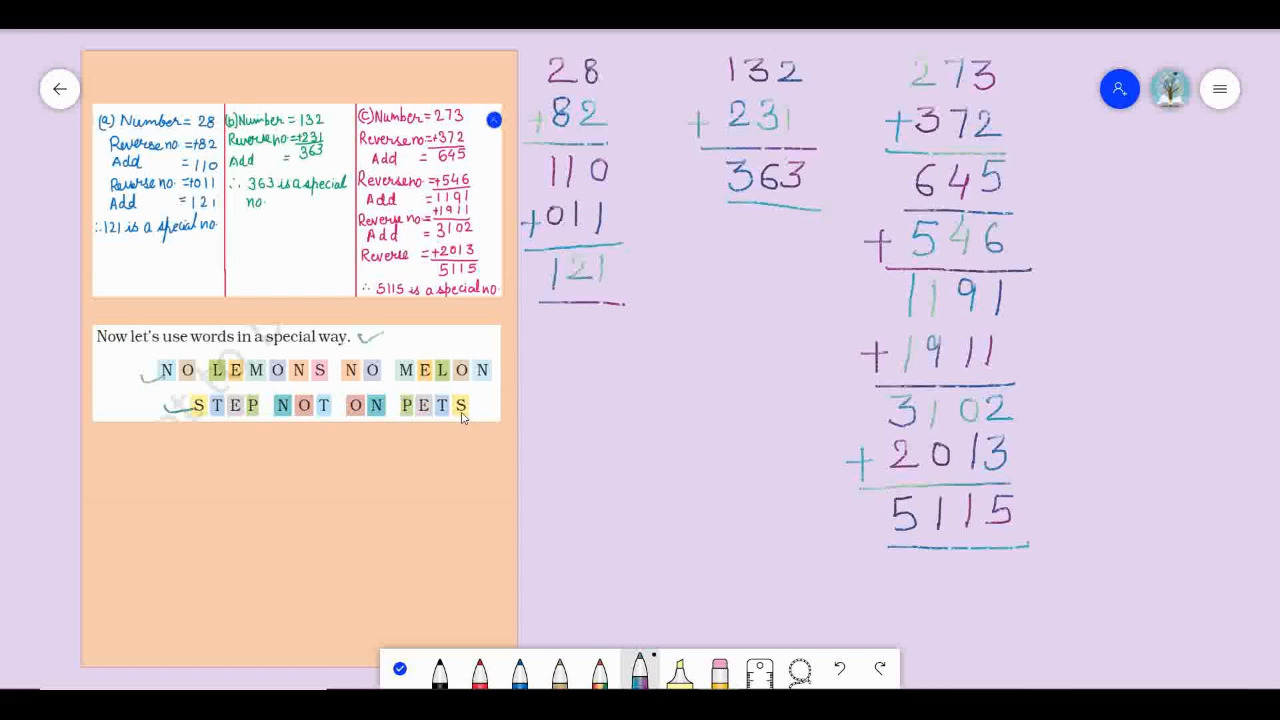 (a) Number = 28
Reverse no = +82
Add = 110
Reverse no. = +011
Add = 121
∴ 121 is a special no.
(b) Number = 132
Reverse no = +231
Add = 363
∴ 363 is a special
no.
(c) Number = 273
Reverse no = +372
Add = 645
Reverse no = +546
Add = 1191
Reverse no = +1911
Add = 3102
Reverse = +2013
5115
∴ 5115 is a special no.
Now let's use words in a special way.
NO LEMONS NO MELON
STEP NOT ON PETS
28
+82
110
+011
121
132
+231
363
273
+372
645
+546
1191
+1911
3102
+2013
5115